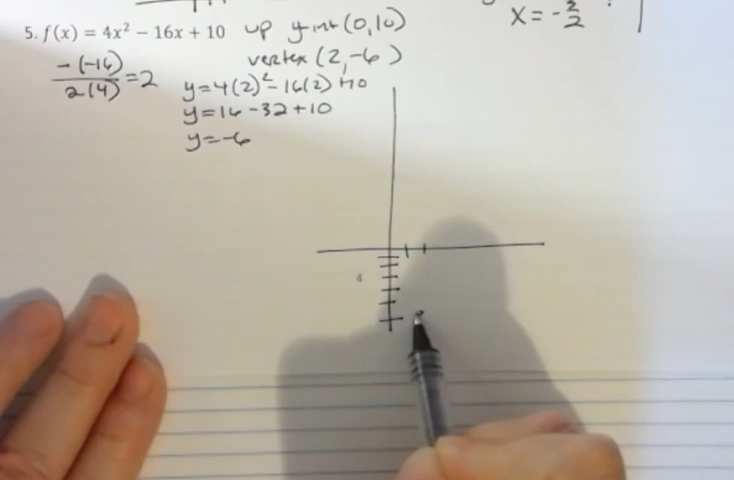 5. f(x) = 4x² − 16x + 10 up y int (0,10)
x = -3/2
vertex (2,-6)
-(-16)/2(4) = 2
y=4(2)²-16(2)+10
y=16-32+10
y=-6